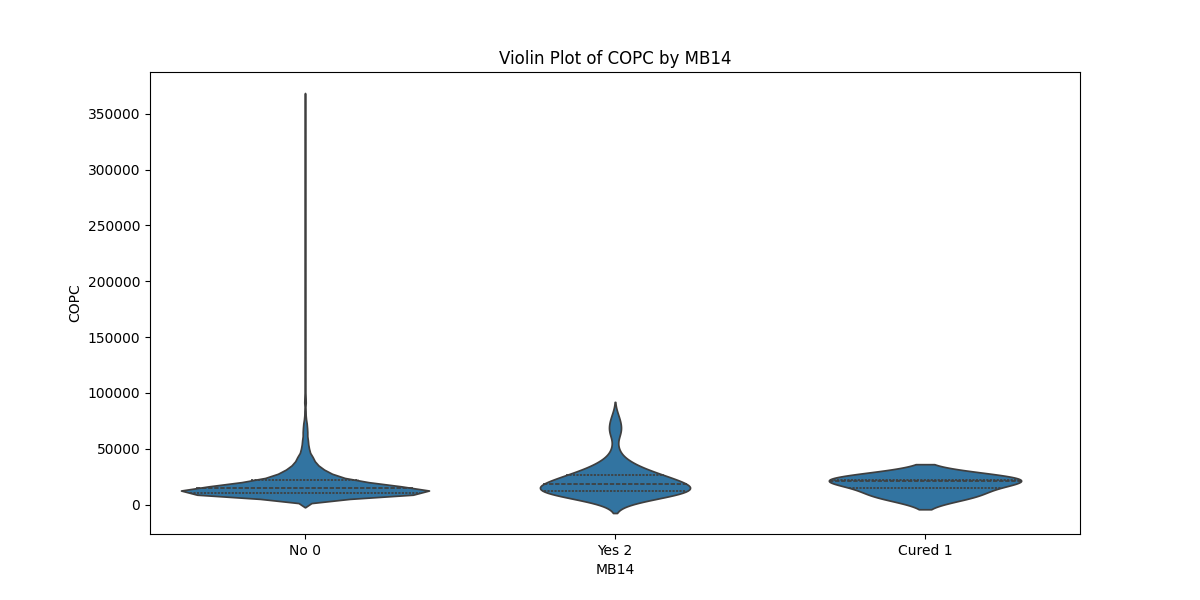 Violin Plot of COPC by MB14
350000
300000
250000
200000
150000
100000
50000
0
COPC
No 0
Yes 2
Cured 1
MB14